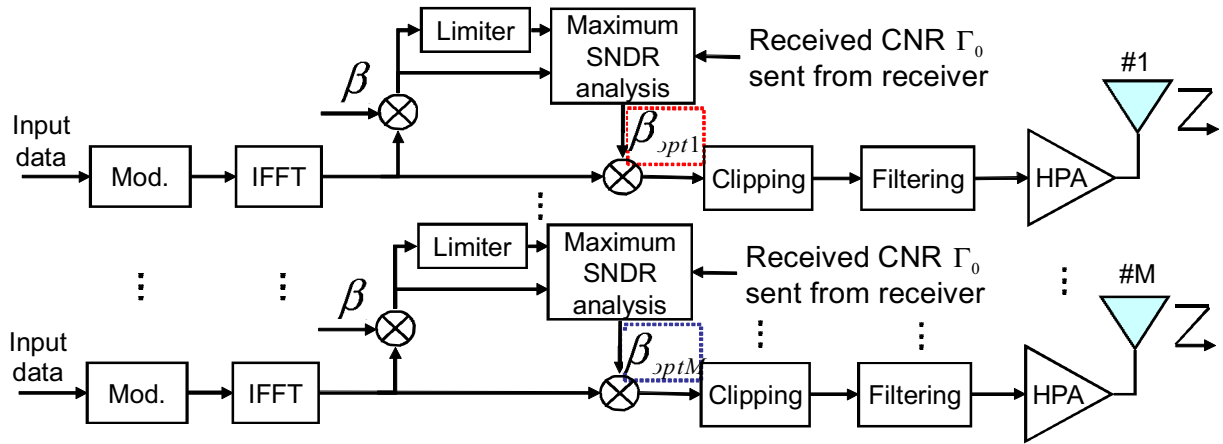 Limiter
Maximum
SNDR
analysis
Received CNR Γ₀
sent from receiver
#1
β
Input
data
Mod.
IFFT
βopt1
Clipping
Filtering
HPA
Limiter
Maximum
SNDR
analysis
Received CNR Γ₀
sent from receiver
#M
β
Input
data
Mod.
IFFT
βoptM
Clipping
Filtering
HPA